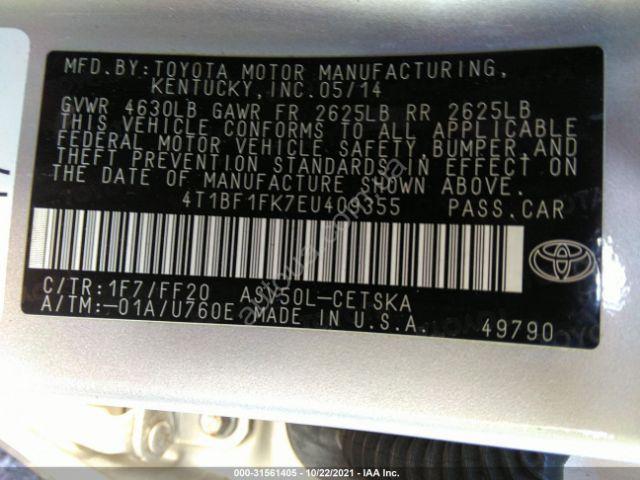 MFD.BY:TOYOTA MOTOR MANUFACTURING,
KENTUCKY,INC.05/14
GVWR 4630LB GAWR FR 2625LB RR 2625LB
THIS VEHICLE CONFORMS TO ALL APPLICABLE
FEDERAL MOTOR VEHICLE SAFETY,BUMPER,AND
THEFT PREVENTION STANDARDS IN EFFECT ON
THE DATE OF MANUFACTURE SHOWN ABOVE.
4T1BF1FK7EU409355 PASS.CAR
C/TR:1F7/FF20 ASV50L-CETSKA
A/TM:-01A/U760E MADE IN U.S.A. 49790
000-31561405 | 10/22/2021 | IAA Inc.